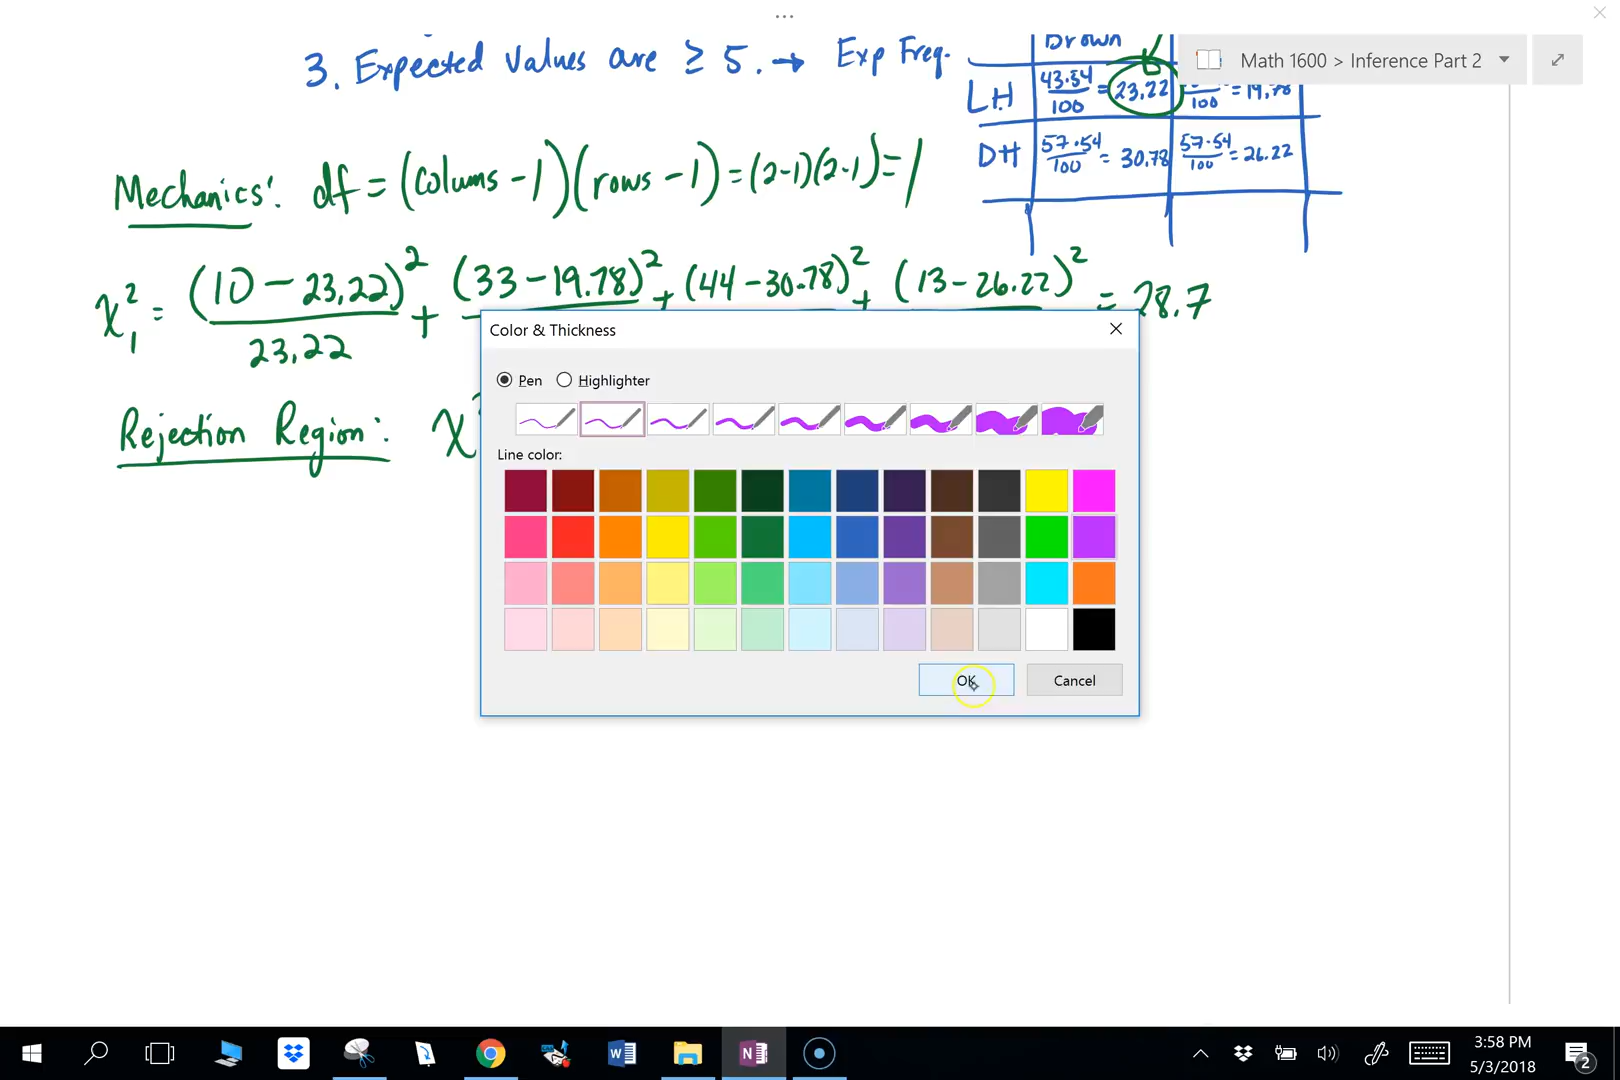 ...
3. Expected Values are ≥ 5. → Exp Freq.
Brown
Math 1600 > Inference Part 2
LH 43·54/100 = 23.22 /100 = 19.78
DH 57·54/100 = 30.78 57·54/100 = 26.22
Mechanics: df = (colums - 1)(rows - 1) = (2-1)(2-1) = 1
χ²₁ = (10 - 23.22)²/23.22 + (33 - 19.78)² + (44 - 30.78)² + (13 - 26.22)² = 28.7
Rejection Region: χ²
Color & Thickness
Pen Highlighter
Line color:
OK Cancel
3:58 PM
5/3/2018
2